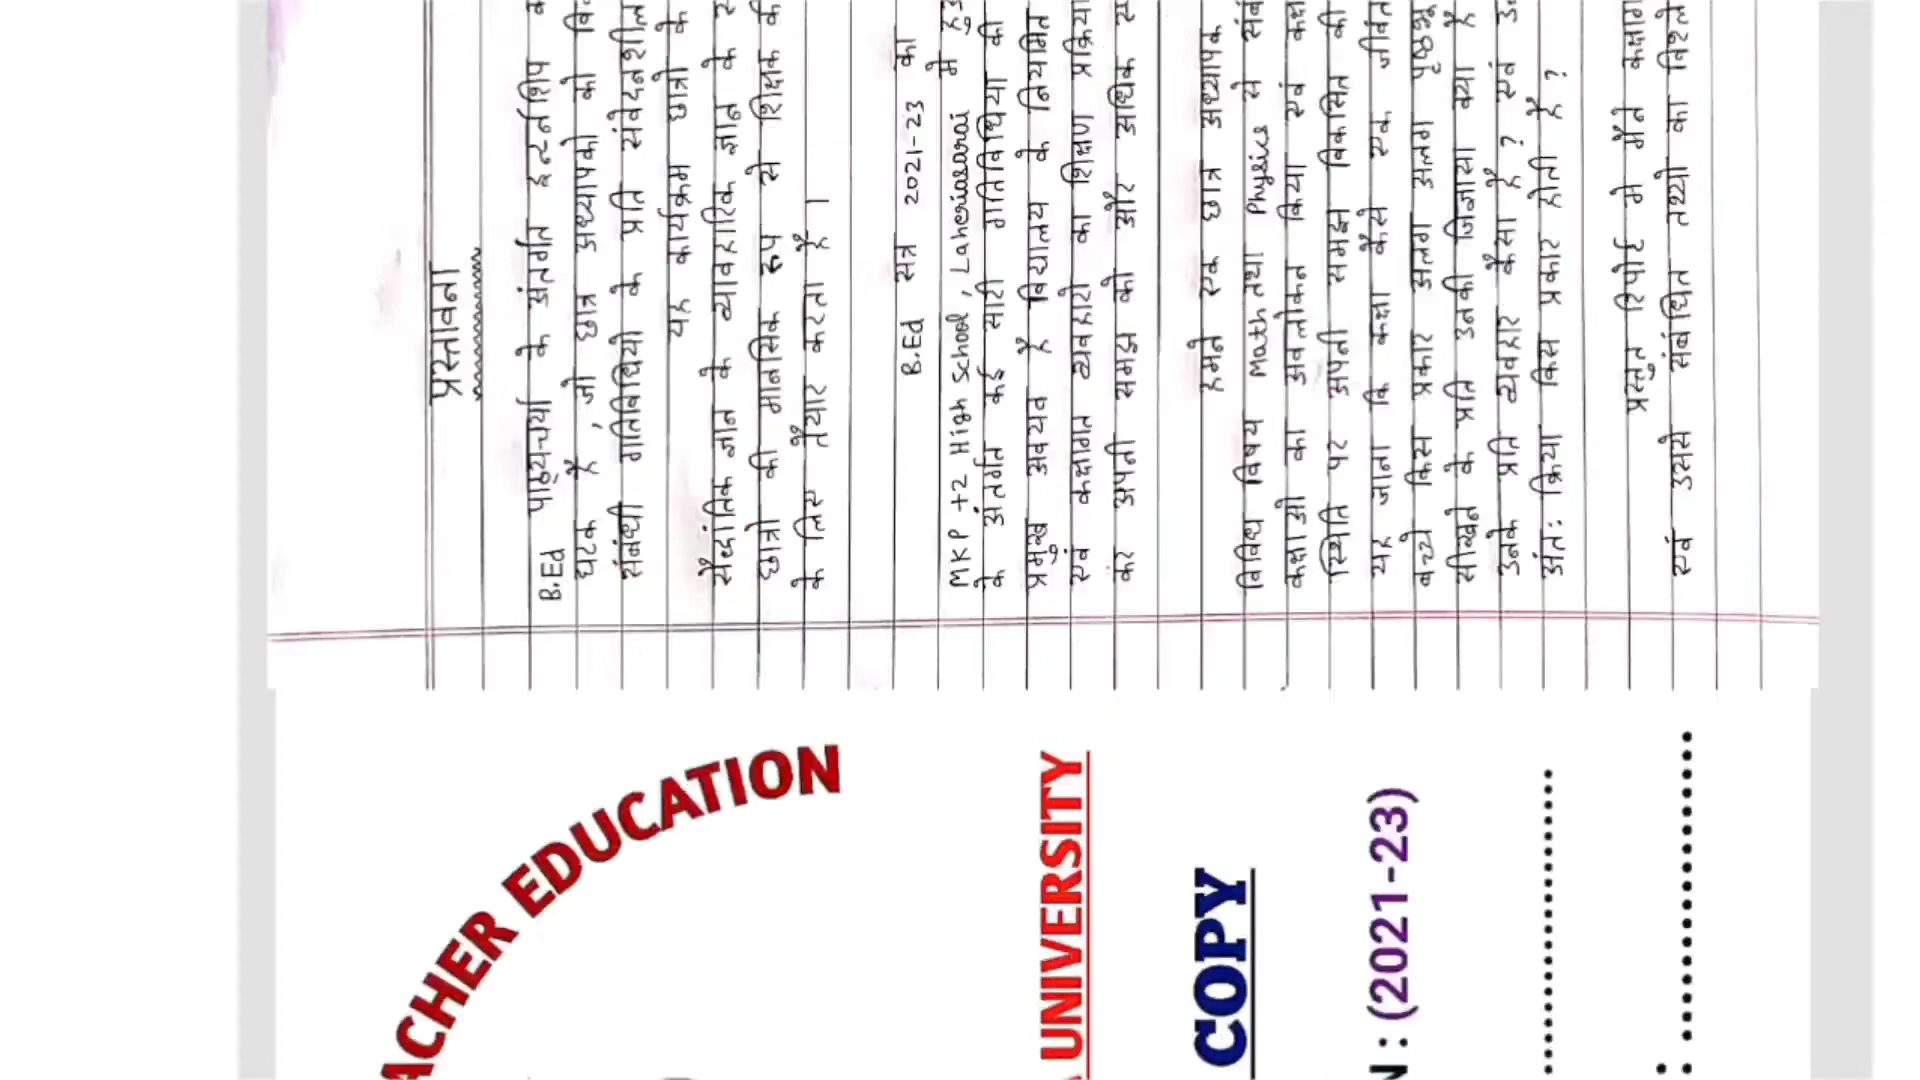 प्रस्तावना
B.Ed पाठ्यचर्या के अंतर्गत इन्टर्नशिप
घटक है, जो छात्र अध्यापको को
संबंधी गतिविधियो के प्रति संवेदनशील
यह कार्यक्रम छात्रो के
सैध्दांतिक ज्ञान के व्यावहारिक ज्ञान के
छात्रो की मानसिक रूप से शिक्षक की
के लिए तैयार करता है।
B.Ed सत्र 2021-23 का
MKP +2 High School, Laheriasarai मे
के अंतर्गत कई सारी गतिविधिया की
प्रमुख अवयव है विद्यालय के नियमित
एवं कक्षागत व्यवहारो का शिक्षण प्रक्रिया
कर अपनी समझ को और अधिक
हमने एक छात्र अध्यापक
विविध विषय Math तथा Physics से
कक्षाओ का अवलोकन किया एवं
स्थिति पर अपनी समझ विकसित की
यह जाना कि कक्षा कैसे एक जीवंत
बच्चे किस प्रकार अलग अलग
सीखने के प्रति उनकी जिज्ञासा क्या है
उनके प्रति व्यवहार कैसा है? एवं
अंतः क्रिया किस प्रकार होती है?
प्रस्तुत रिपोर्ट मे मैंने
एवं उससे संबंधित तथ्यो का
EDUCATION
UNIVERSITY
COPY
: (2021-23)